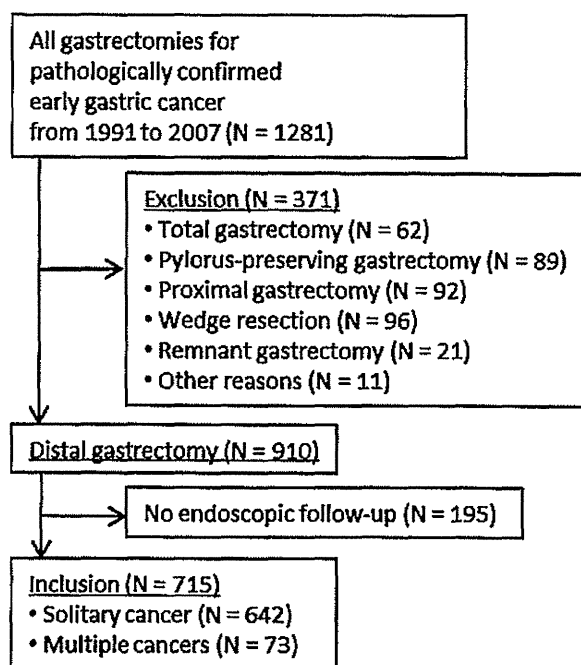 All gastrectomies for
pathologically confirmed
early gastric cancer
from 1991 to 2007 (N = 1281)
Exclusion (N = 371)
• Total gastrectomy (N = 62)
• Pylorus-preserving gastrectomy (N = 89)
• Proximal gastrectomy (N = 92)
• Wedge resection (N = 96)
• Remnant gastrectomy (N = 21)
• Other reasons (N = 11)
Distal gastrectomy (N = 910)
No endoscopic follow-up (N = 195)
Inclusion (N = 715)
• Solitary cancer (N = 642)
• Multiple cancers (N = 73)